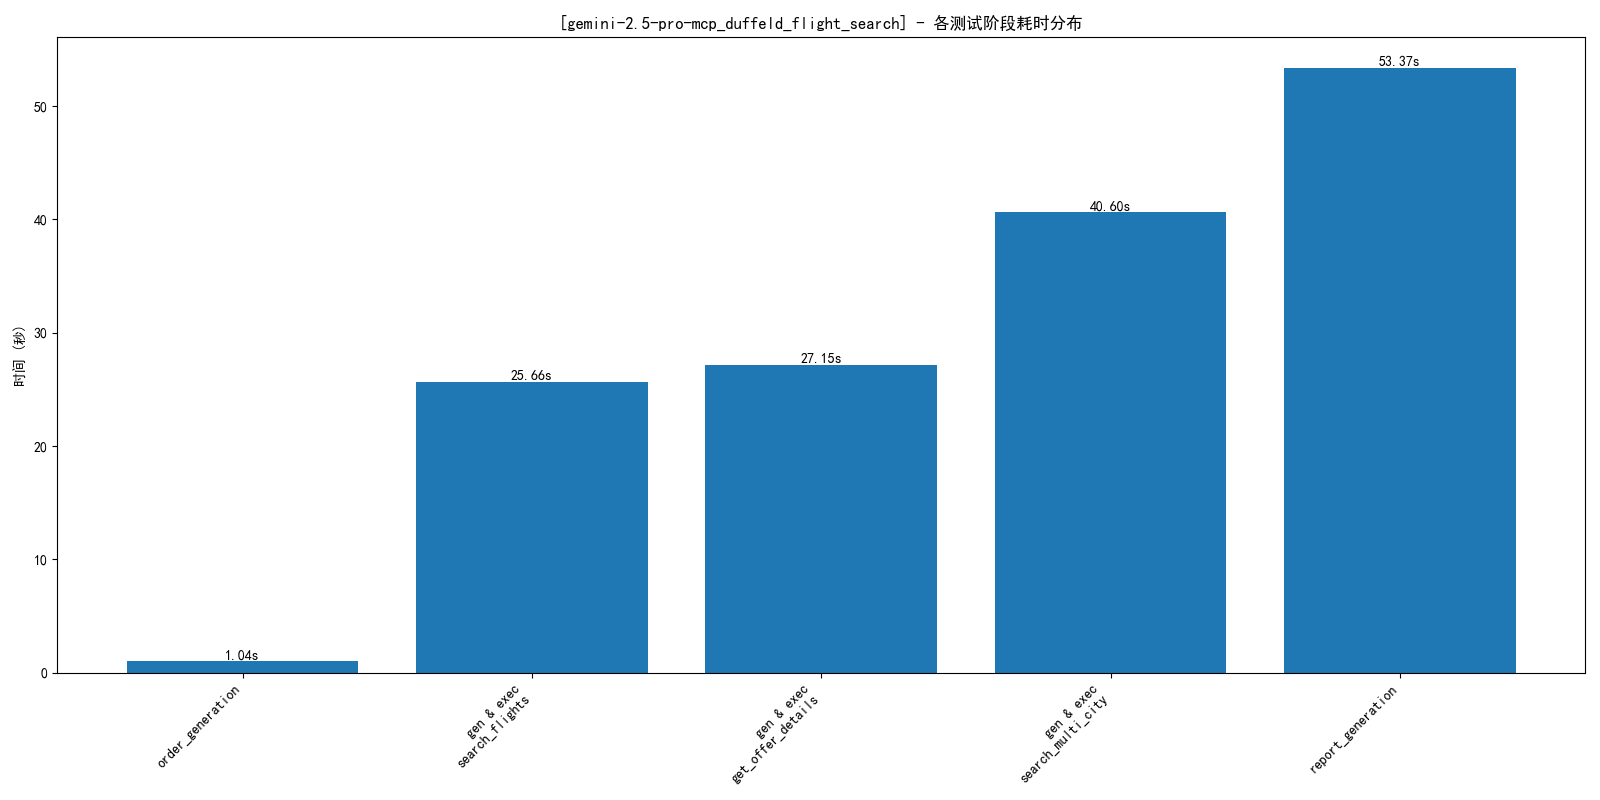 [gemini-2.5-pro-mcp_duffeld_flight_search] - 各测试阶段耗时分布
时间 (秒)
50
40
30
20
10
0
1.04s
25.66s
27.15s
40.60s
53.37s
order_generation
gen & exec
search_flights
gen & exec
get_offer_details
gen & exec
search_multi_city
report_generation